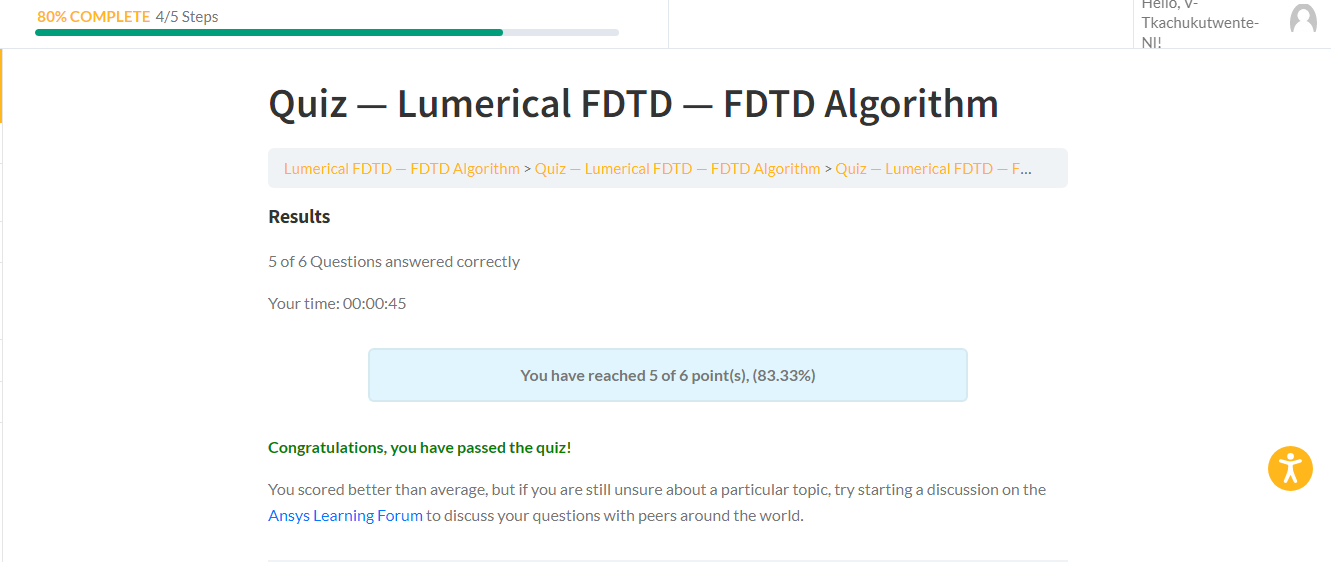 80% COMPLETE 4/5 Steps
Hello, V-
Tkachukutwente-
Nl!
Quiz — Lumerical FDTD — FDTD Algorithm
Lumerical FDTD — FDTD Algorithm > Quiz — Lumerical FDTD — FDTD Algorithm > Quiz — Lumerical FDTD — F...
Results
5 of 6 Questions answered correctly
Your time: 00:00:45
You have reached 5 of 6 point(s), (83.33%)
Congratulations, you have passed the quiz!
You scored better than average, but if you are still unsure about a particular topic, try starting a discussion on the
Ansys Learning Forum to discuss your questions with peers around the world.